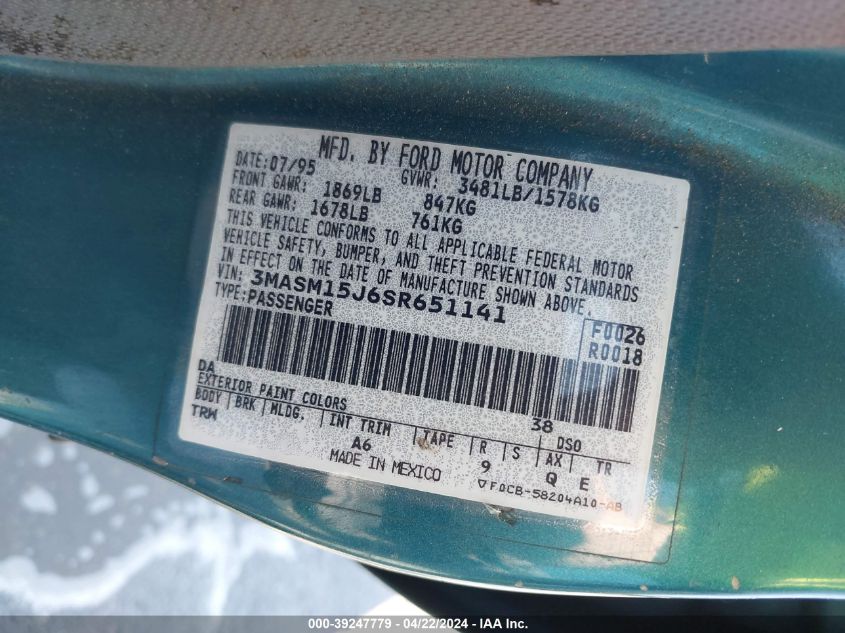 MFD. BY FORD MOTOR COMPANY
DATE: 07/95 GVWR: 3481LB/1578KG
FRONT GAWR: 1869LB 847KG
REAR GAWR: 1678LB 761KG
THIS VEHICLE CONFORMS TO ALL APPLICABLE FEDERAL MOTOR
VEHICLE SAFETY, BUMPER, AND THEFT PREVENTION STANDARDS
IN EFFECT ON THE DATE OF MANUFACTURE SHOWN ABOVE.
VIN: 3MASM15J6SR651141
TYPE: PASSENGER
F0026
R0018
DA
EXTERIOR PAINT COLORS 38 DSO
BODY BRK MLDG. INT TRIM TAPE R S AX TR
TRW A6 9 Q E
MADE IN MEXICO
F0CB-58204A10-AB
000-39247779 - 04/22/2024 - © IAA, Inc.